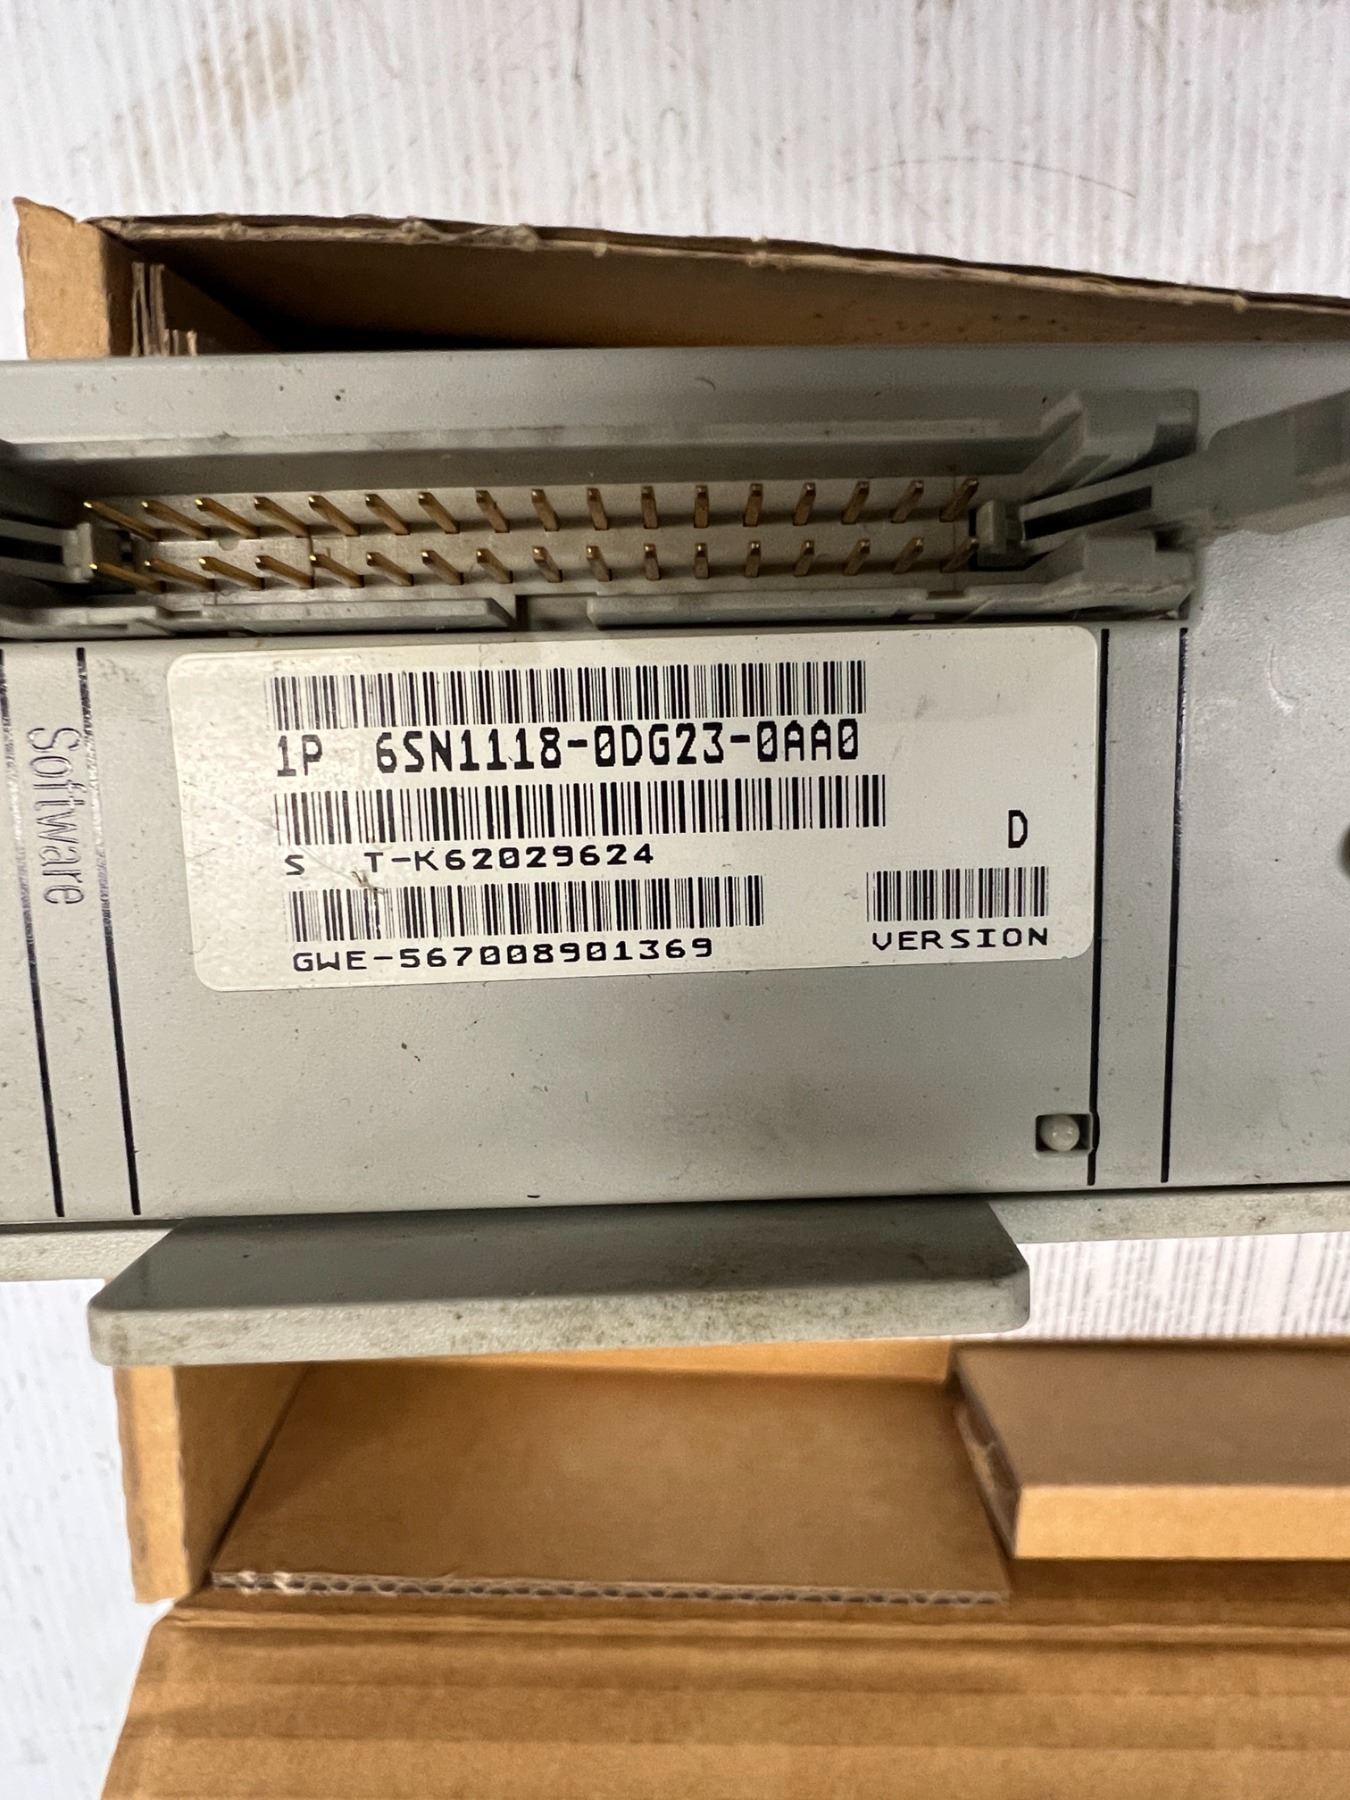 1P 6SN1118-0DG23-0AA0
S T-K62029624
D
GWE-567008901369
VERSION
Software